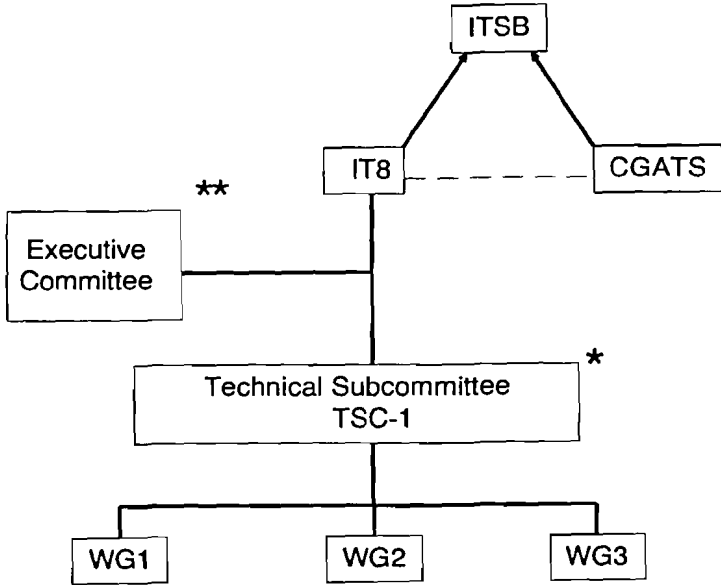 ITSB
IT8
CGATS
**
Executive
Committee
*
Technical Subcommittee
TSC-1
WG1
WG2
WG3